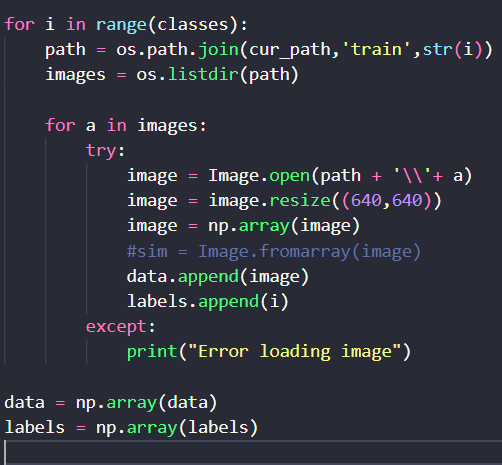 for i in range(classes):
    path = os.path.join(cur_path,'train',str(i))
    images = os.listdir(path)

    for a in images:
        try:
            image = Image.open(path + '\\'+ a)
            image = image.resize((640,640))
            image = np.array(image)
            #sim = Image.fromarray(image)
            data.append(image)
            labels.append(i)
        except:
            print("Error loading image")

data = np.array(data)
labels = np.array(labels)